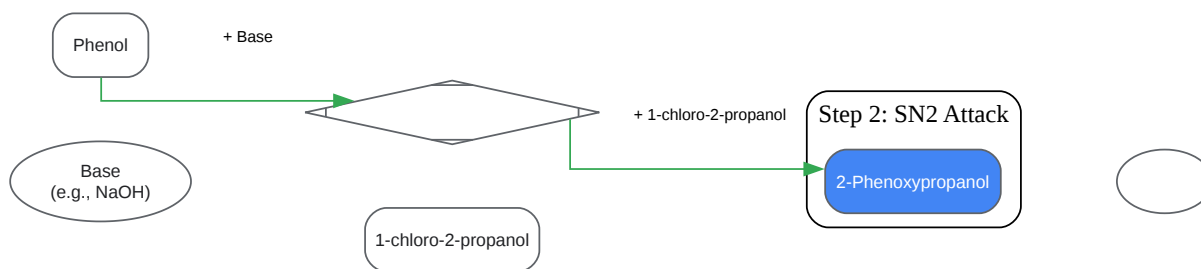 Phenol
+ Base
+ 1-chloro-2-propanol
Step 2: SN2 Attack
Base
(e.g., NaOH)
2-Phenoxypropanol
1-chloro-2-propanol